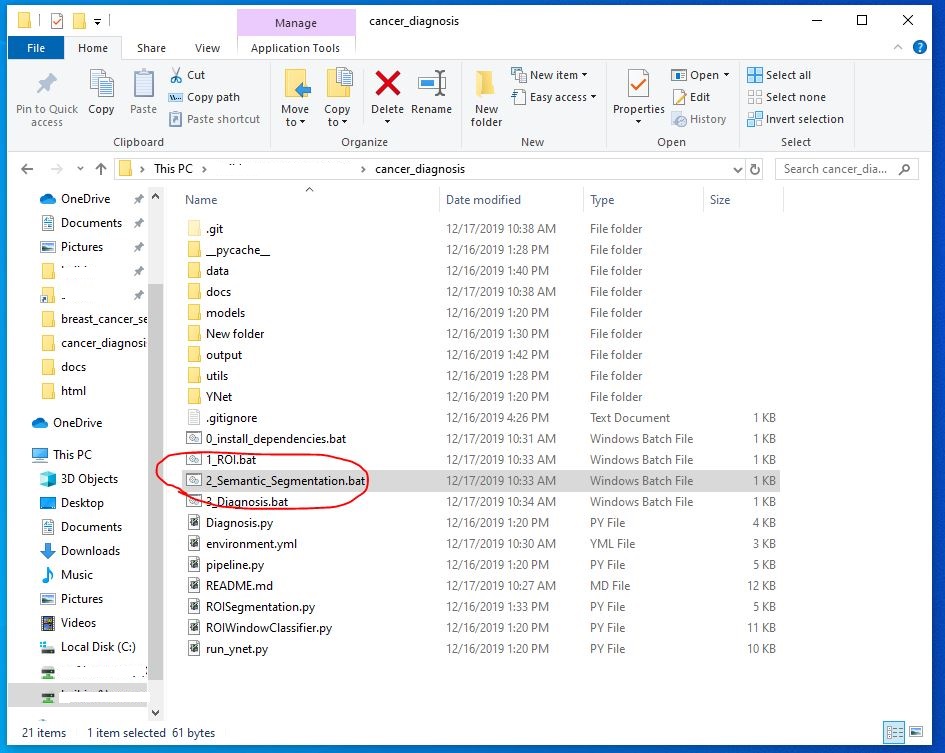 Manage
cancer_diagnosis
File
Home
Share
View
Application Tools
Pin to Quick access
Copy
Paste
Cut
Copy path
Paste shortcut
Clipboard
Move to
Copy to
Delete
Rename
Organize
New folder
New item
Easy access
New
Properties
Open
Edit
History
Open
Select all
Select none
Invert selection
Select
This PC
cancer_diagnosis
Search cancer_dia...
OneDrive
Documents
Pictures
breast_cancer_se
cancer_diagnosis
docs
html
OneDrive
This PC
3D Objects
Desktop
Documents
Downloads
Music
Pictures
Videos
Local Disk (C:)
Name Date modified Type Size
.git 12/17/2019 10:38 AM File folder
__pycache__ 12/16/2019 1:28 PM File folder
data 12/16/2019 1:40 PM File folder
docs 12/17/2019 10:38 AM File folder
models 12/16/2019 1:20 PM File folder
New folder 12/16/2019 1:30 PM File folder
output 12/16/2019 1:42 PM File folder
utils 12/16/2019 1:28 PM File folder
YNet 12/16/2019 1:20 PM File folder
.gitignore 12/16/2019 4:26 PM Text Document 1 KB
0_install_dependencies.bat 12/17/2019 10:31 AM Windows Batch File 1 KB
1_ROI.bat 12/17/2019 10:33 AM Windows Batch File 1 KB
2_Semantic_Segmentation.bat 12/17/2019 10:33 AM Windows Batch File 1 KB
3_Diagnosis.bat 12/17/2019 10:34 AM Windows Batch File 1 KB
Diagnosis.py 12/16/2019 1:20 PM PY File 4 KB
environment.yml 12/17/2019 10:30 AM YML File 3 KB
pipeline.py 12/16/2019 1:20 PM PY File 5 KB
README.md 12/17/2019 10:27 AM MD File 12 KB
ROISegmentation.py 12/16/2019 1:33 PM PY File 5 KB
ROIWindowClassifier.py 12/16/2019 1:20 PM PY File 11 KB
run_ynet.py 12/16/2019 1:20 PM PY File 10 KB
21 items 1 item selected 61 bytes